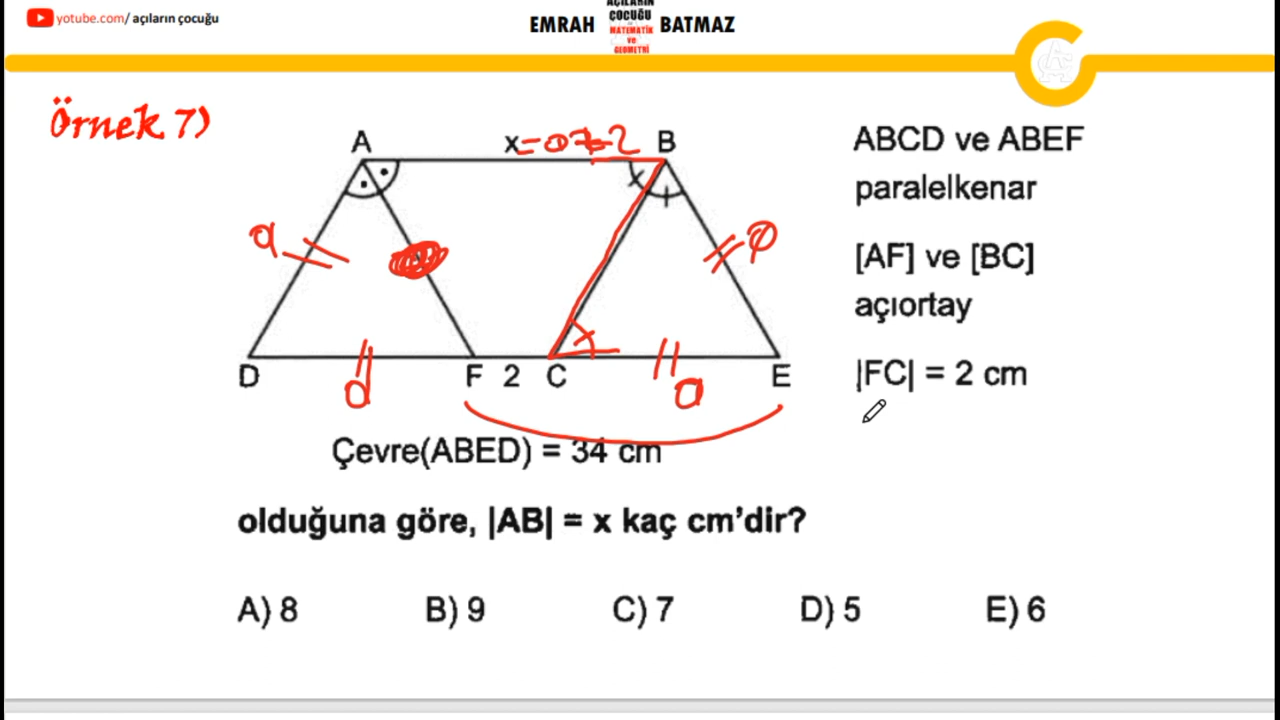 yotube.com/ açıların çocuğu
EMRAH
AÇILARIN
ÇOCUĞU
MATEMATİK
ve
GEOMETRİ
BATMAZ
Örnek 7)
A x = a+2 B
a
D F 2 C E
a
ABCD ve ABEF
paralelkenar
[AF] ve [BC]
açıortay
|FC| = 2 cm
Çevre(ABED) = 34 cm
olduğuna göre, |AB| = x kaç cm’dir?
A) 8 B) 9 C) 7 D) 5 E) 6